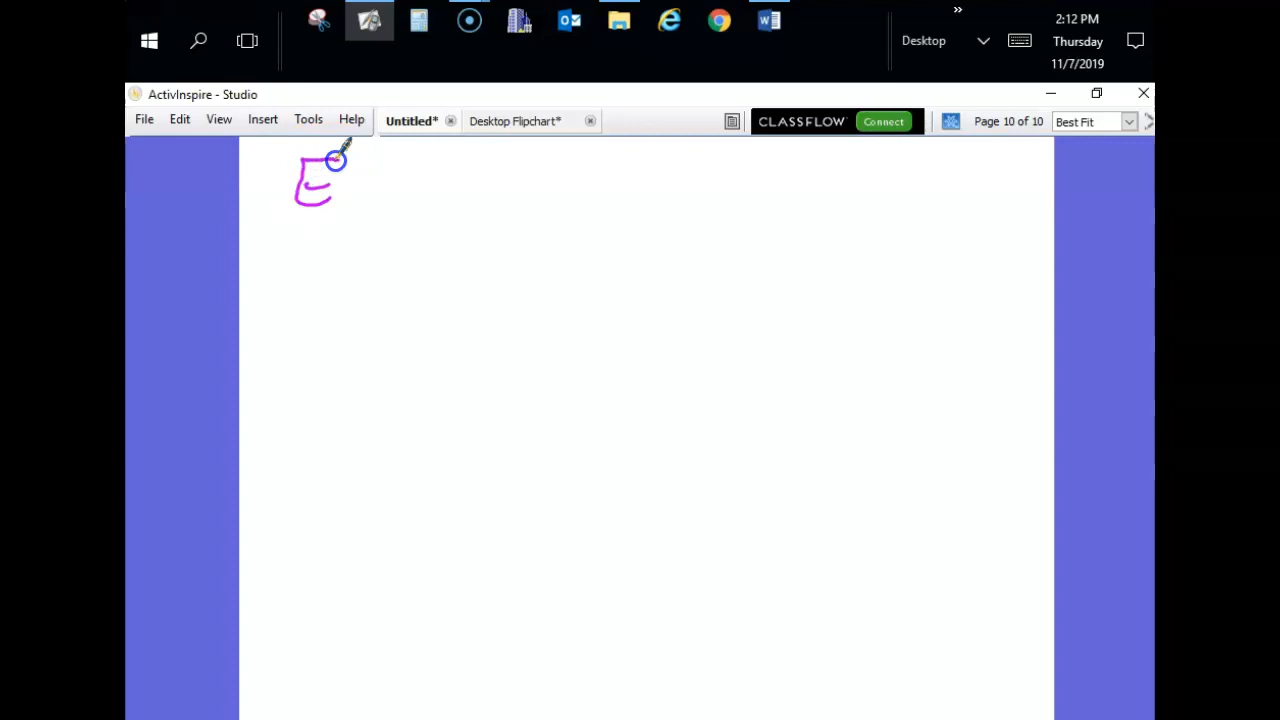 »
2:12 PM
Desktop
Thursday
11/7/2019
ActivInspire - Studio
File Edit View Insert Tools Help Untitled* Desktop Flipchart* CLASSFLOW Connect Page 10 of 10 Best Fit
E